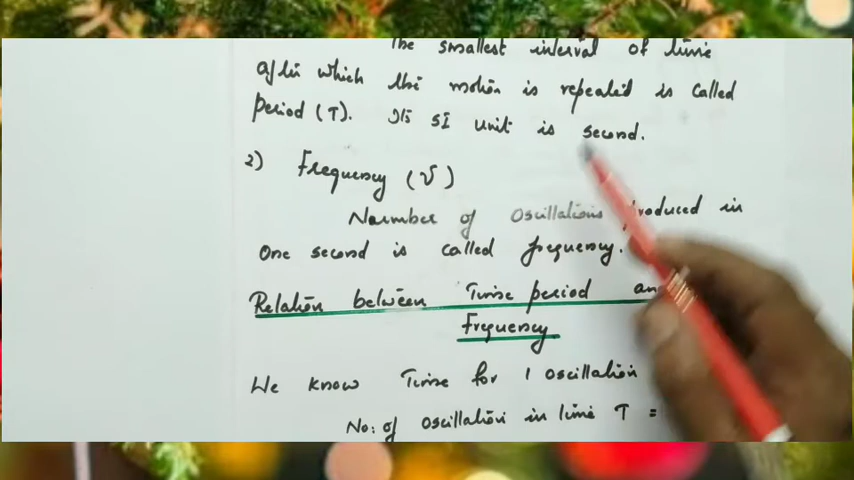 The smallest interval of time
after which the motion is repeated is called
Period (T). Its SI unit is second.
2) Frequency (ν)
Number of oscillations produced in
One second is called frequency.
Relation between Time period an
Frequency
We know Time for 1 oscillation
No: of oscillation in time T =